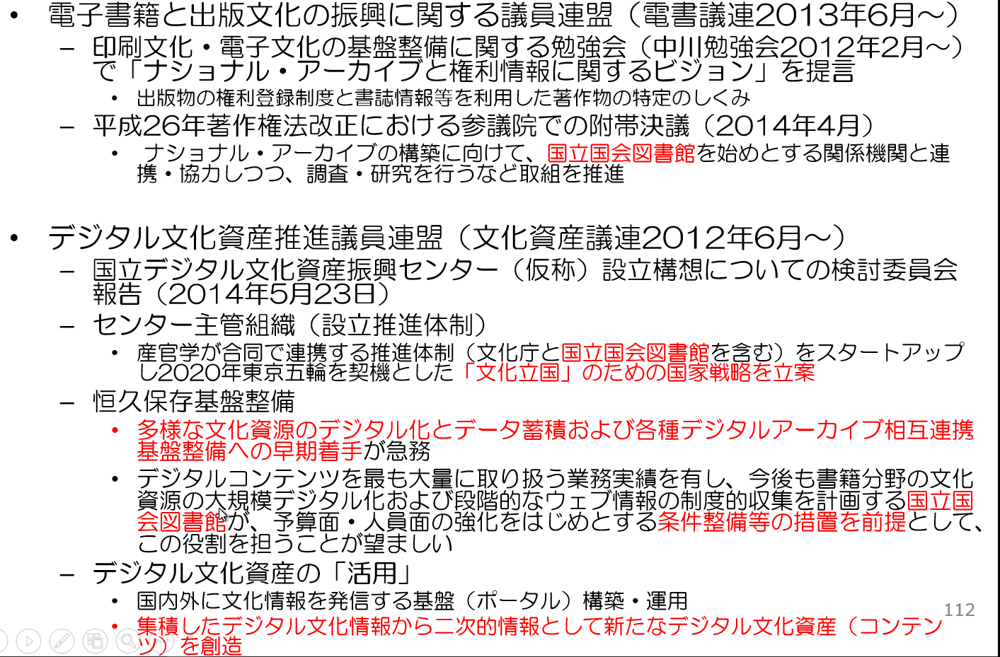 • 電子書籍と出版文化の振興に関する議員連盟（電書議連2013年6月～）
– 印刷文化・電子文化の基盤整備に関する勉強会（中川勉強会2012年2月～）
で「ナショナル・アーカイブと権利情報に関するビジョン」を提言
• 出版物の権利登録制度と書誌情報等を利用した著作物の特定のしくみ
– 平成26年著作権法改正における参議院での附帯決議（2014年4月）
• ナショナル・アーカイブの構築に向けて、国立国会図書館を始めとする関係機関と連
携・協力しつつ、調査・研究を行うなど取組を推進
• デジタル文化資産推進議員連盟（文化資産議連2012年6月～）
– 国立デジタル文化資産振興センター（仮称）設立構想についての検討委員会
報告（2014年5月23日）
– センター主管組織（設立推進体制）
• 産官学が合同で連携する推進体制（文化庁と国立国会図書館を含む）をスタートアップ
し2020年東京五輪を契機とした「文化立国」のための国家戦略を立案
– 恒久保存基盤整備
• 多様な文化資源のデジタル化とデータ蓄積および各種デジタルアーカイブ相互連携
基盤整備への早期着手が急務
• デジタルコンテンツを最も大量に取り扱う業務実績を有し、今後も書籍分野の文化
資源の大規模デジタル化および段階的なウェブ情報の制度的収集を計画する国立国
会図書館が、予算面・人員面の強化をはじめとする条件整備等の措置を前提として、
この役割を担うことが望ましい
– デジタル文化資産の「活用」
• 国内外に文化情報を発信する基盤（ポータル）構築・運用
• 集積したデジタル文化情報から二次的情報として新たなデジタル文化資産（コンテン
ツ）を創造
112